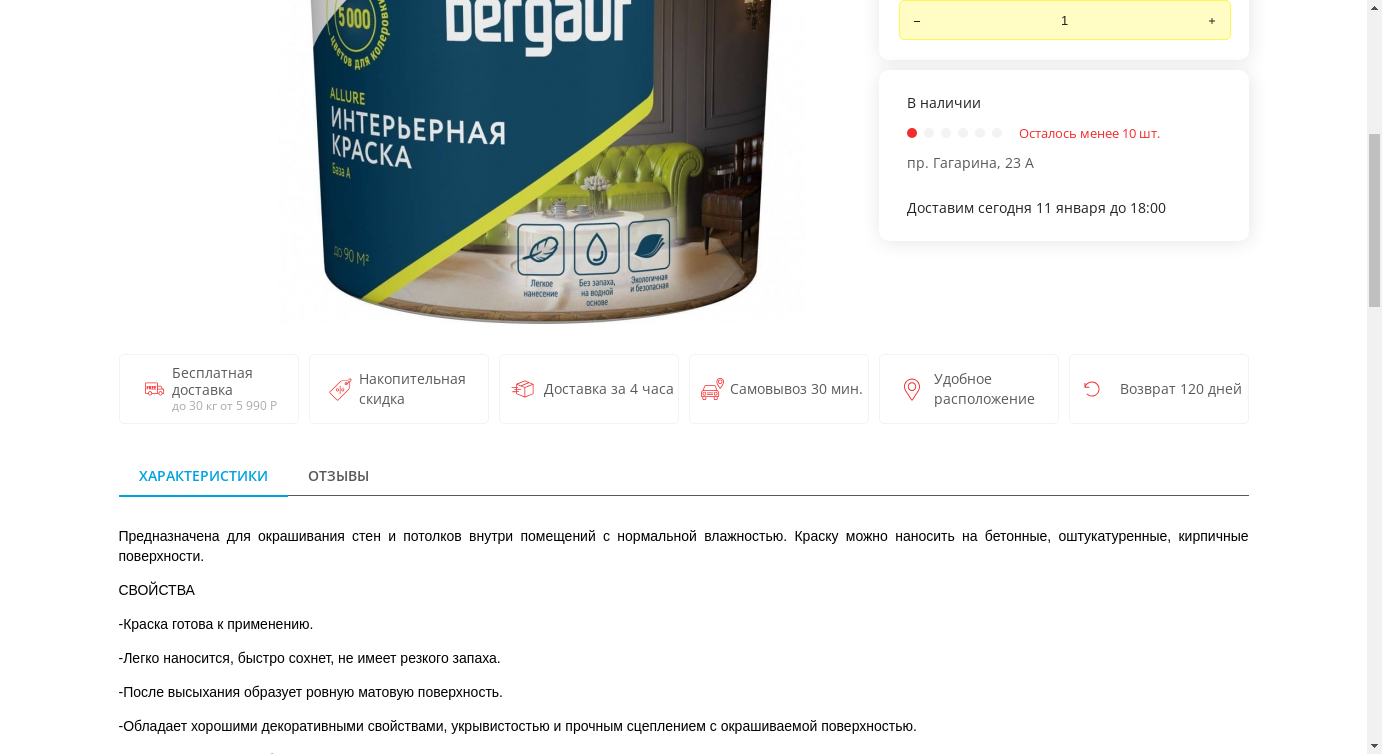 5000
цветов для колеровки
bergauf
ALLURE
ИНТЕРЬЕРНАЯ
КРАСКА
База А
до 90 м²
Легкое
нанесение
Без запаха,
на водной
основе
Экологичная
и безопасная
− 1 +
В наличии
Осталось менее 10 шт.
пр. Гагарина, 23 А
Доставим сегодня 11 января до 18:00
FREE
Бесплатная
доставка
до 30 кг от 5 990 Р
Накопительная
скидка
Доставка за 4 часа
Самовывоз 30 мин.
Удобное
расположение
Возврат 120 дней
ХАРАКТЕРИСТИКИ ОТЗЫВЫ
Предназначена для окрашивания стен и потолков внутри помещений с нормальной влажностью. Краску можно наносить на бетонные, оштукатуренные, кирпичные
поверхности.
СВОЙСТВА
-Краска готова к применению.
-Легко наносится, быстро сохнет, не имеет резкого запаха.
-После высыхания образует ровную матовую поверхность.
-Обладает хорошими декоративными свойствами, укрывистостью и прочным сцеплением с окрашиваемой поверхностью.